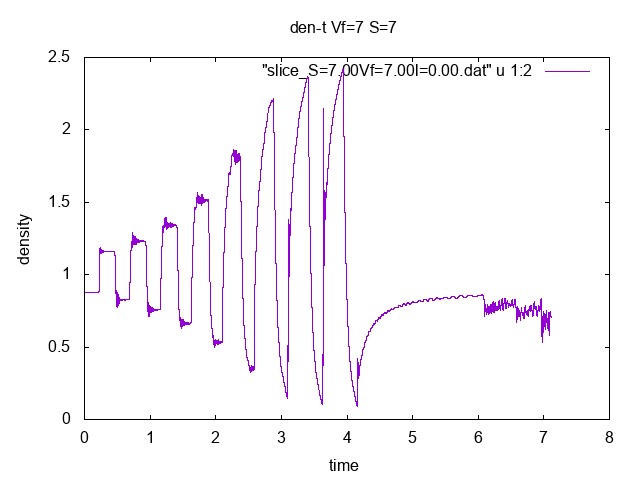 den-t Vf=7 S=7
"slice_S=7.00Vf=7.00I=0.00.dat" u 1:2
2.5
2
1.5
1
0.5
0
density
0 1 2 3 4 5 6 7 8
time